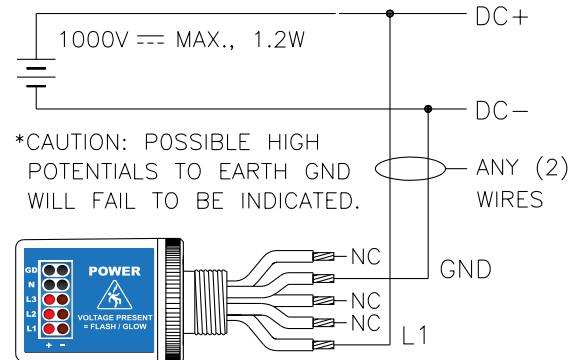 DC+
1000V ⎓ MAX., 1.2W
DC−
*CAUTION: POSSIBLE HIGH
POTENTIALS TO EARTH GND
WILL FAIL TO BE INDICATED.
ANY (2)
WIRES
NC
GND
NC
NC
L1
GD
N
L3
L2
L1
+ −
POWER
VOLTAGE PRESENT
= FLASH / GLOW